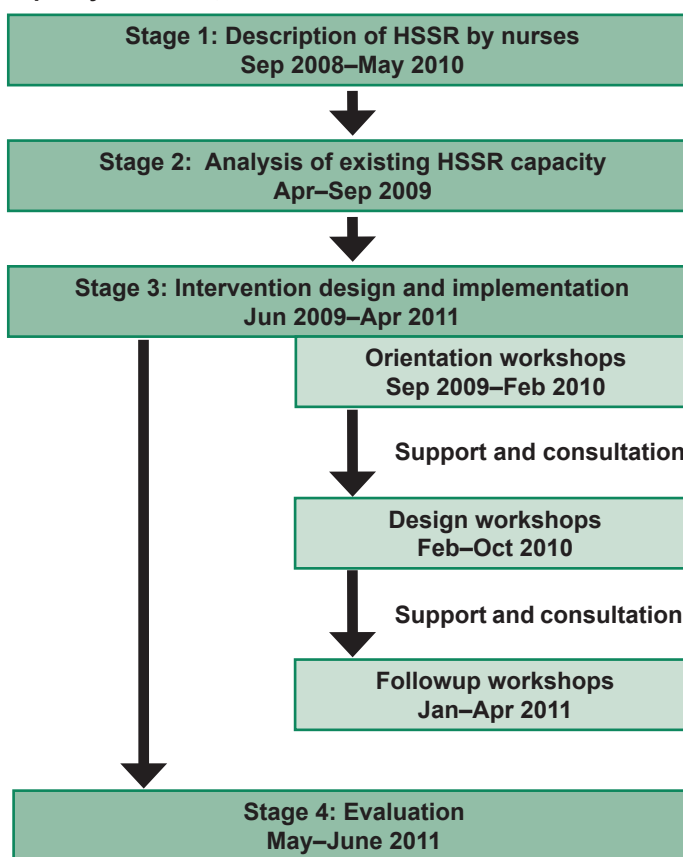 Stage 1: Description of HSSR by nurses
Sep 2008–May 2010
Stage 2: Analysis of existing HSSR capacity
Apr–Sep 2009
Stage 3: Intervention design and implementation
Jun 2009–Apr 2011
Orientation workshops
Sep 2009–Feb 2010
Support and consultation
Design workshops
Feb–Oct 2010
Support and consultation
Followup workshops
Jan–Apr 2011
Stage 4: Evaluation
May–June 2011